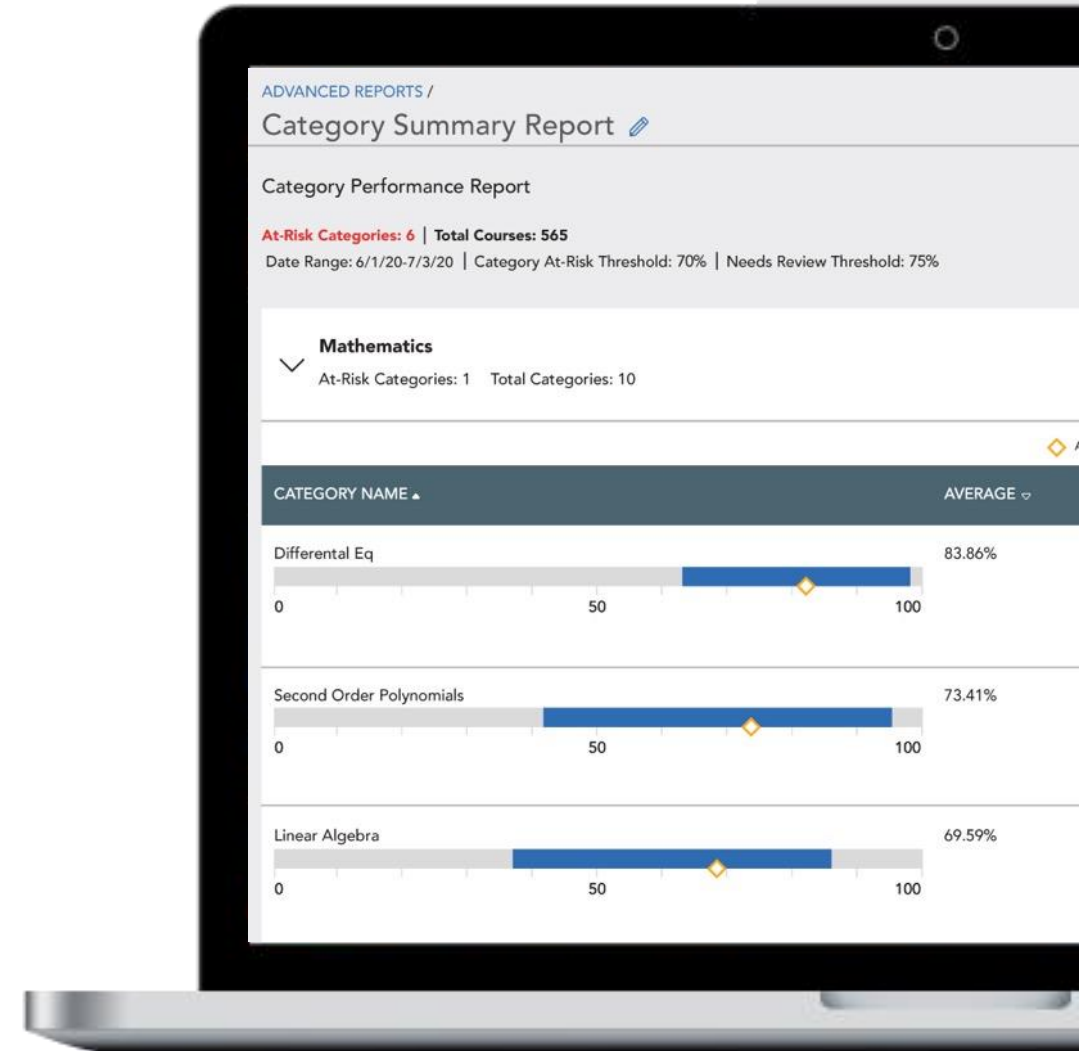 ADVANCED REPORTS /
Category Summary Report
Category Performance Report
At-Risk Categories: 6 | Total Courses: 565
Date Range: 6/1/20-7/3/20 | Category At-Risk Threshold: 70% | Needs Review Threshold: 75%
Mathematics
At-Risk Categories: 1 Total Categories: 10
CATEGORY NAME AVERAGE
Differental Eq 83.86%
0 50 100
Second Order Polynomials 73.41%
0 50 100
Linear Algebra 69.59%
0 50 100